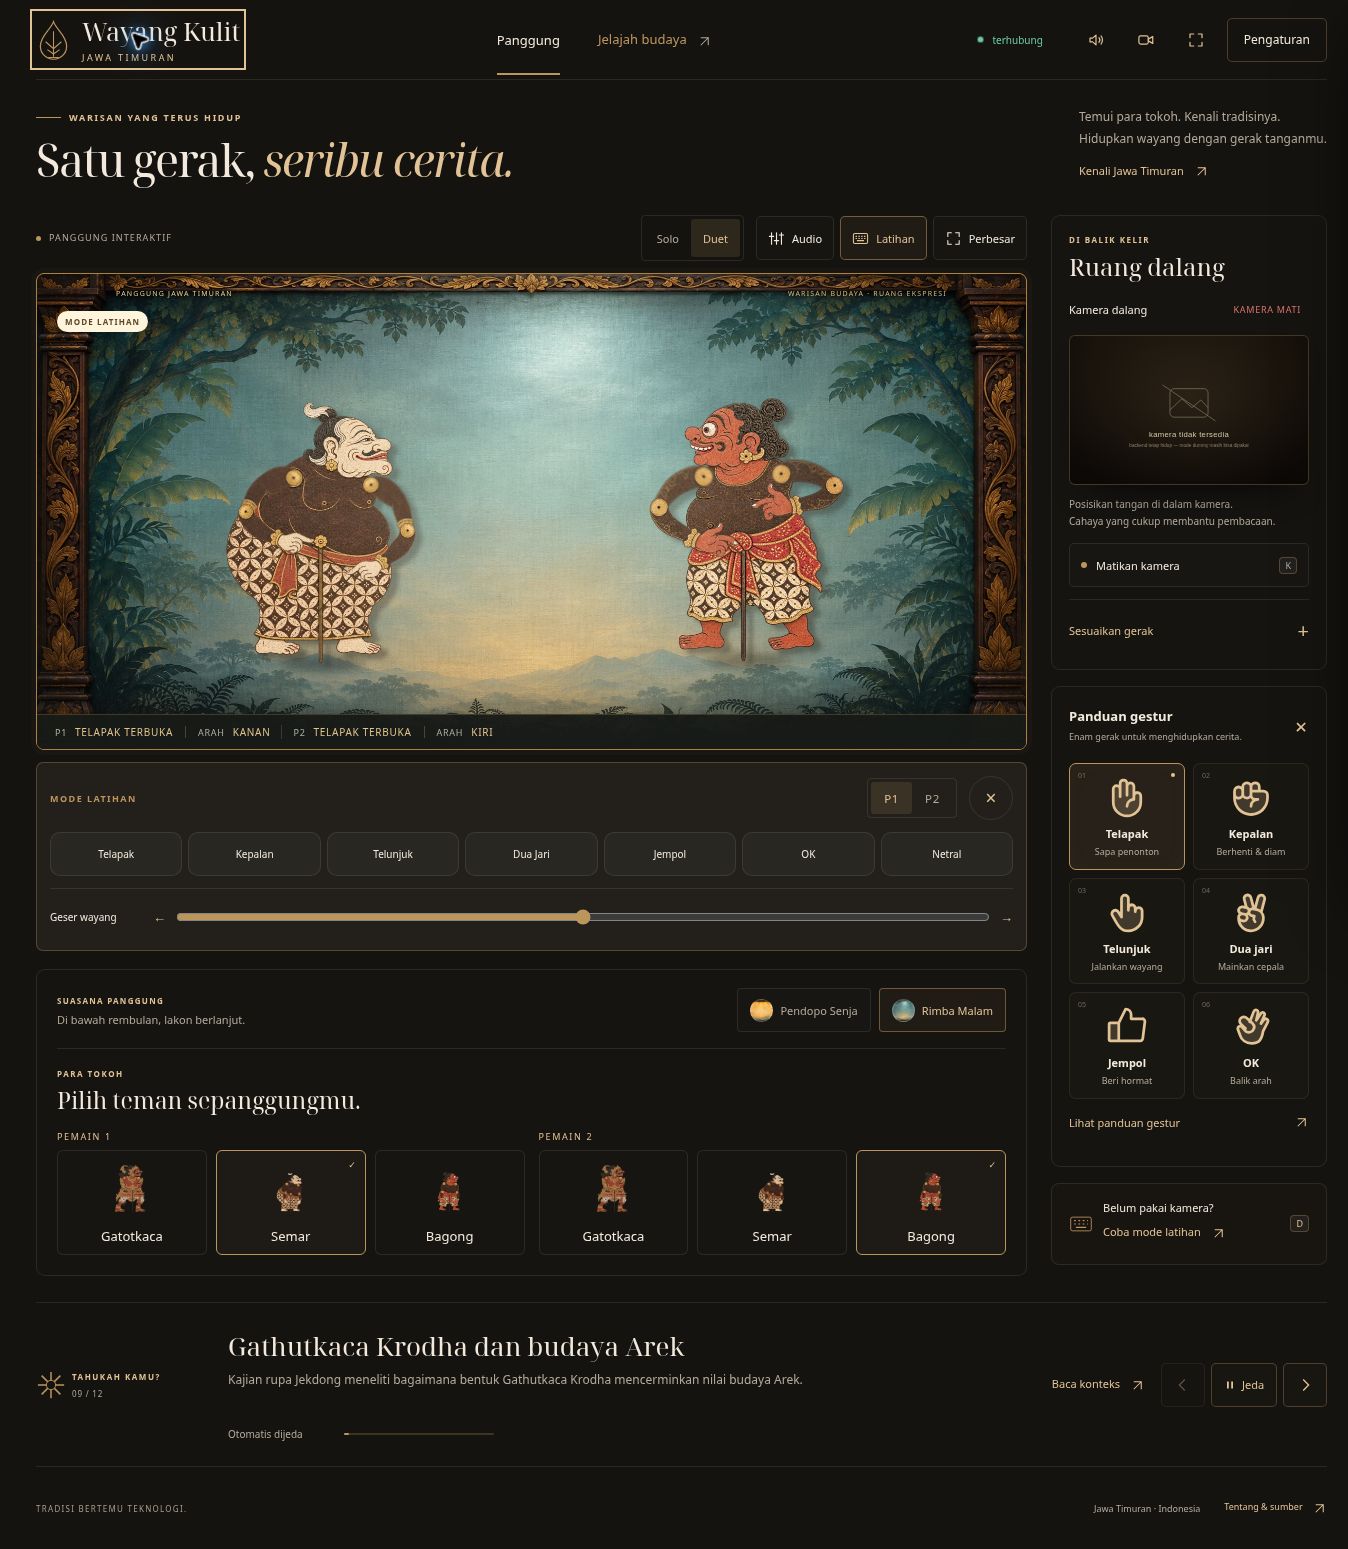 Wayang Kulit
JAWA TIMURAN
Panggung
Jelajah budaya
terhubung
Pengaturan
WARISAN YANG TERUS HIDUP
Satu gerak, seribu cerita.
Temui para tokoh. Kenali tradisinya.
Hidupkan wayang dengan gerak tanganmu.
Kenali Jawa Timuran
PANGGUNG INTERAKTIF
Solo
Duet
Audio
Latihan
Perbesar
PANGGUNG JAWA TIMURAN
WARISAN BUDAYA · RUANG EKSPRESI
MODE LATIHAN
P1 TELAPAK TERBUKA
ARAH KANAN
P2 TELAPAK TERBUKA
ARAH KIRI
MODE LATIHAN
P1
P2
Telapak
Kepalan
Telunjuk
Dua Jari
Jempol
OK
Netral
Geser wayang
SUASANA PANGGUNG
Di bawah rembulan, lakon berlanjut.
Pendopo Senja
Rimba Malam
PARA TOKOH
Pilih teman sepanggungmu.
PEMAIN 1
Gatotkaca
Semar
Bagong
PEMAIN 2
Gatotkaca
Semar
Bagong
DI BALIK KELIR
Ruang dalang
Kamera dalang
KAMERA MATI
kamera tidak tersedia
Posisikan tangan di dalam kamera.
Cahaya yang cukup membantu pembacaan.
Matikan kamera
K
Sesuaikan gerak
Panduan gestur
Enam gerak untuk menghidupkan cerita.
01
Telapak
Sapa penonton
02
Kepalan
Berhenti & diam
03
Telunjuk
Jalankan wayang
04
Dua jari
Mainkan cepala
05
Jempol
Beri hormat
06
OK
Balik arah
Lihat panduan gestur
Belum pakai kamera?
Coba mode latihan
D
TAHUKAH KAMU?
09 / 12
Gathutkaca Krodha dan budaya Arek
Kajian rupa Jekdong meneliti bagaimana bentuk Gathutkaca Krodha mencerminkan nilai budaya Arek.
Otomatis dijeda
Baca konteks
Jeda
TRADISI BERTEMU TEKNOLOGI.
Jawa Timuran · Indonesia
Tentang & sumber